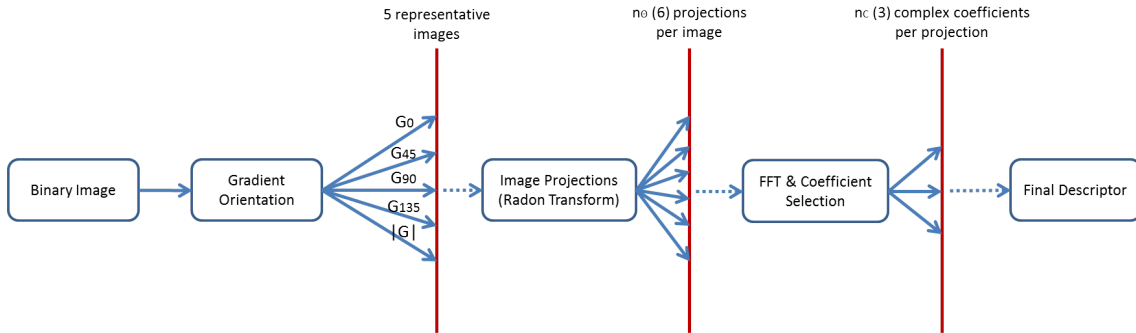 5 representative
images
nΘ (6) projections
per image
nC (3) complex coefficients
per projection
Binary Image
Gradient
Orientation
G0
G45
G90
G135
|G|
Image Projections
(Radon Transform)
FFT & Coefficient
Selection
Final Descriptor